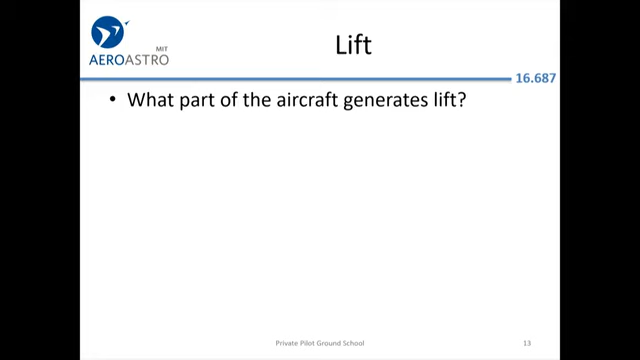 Lift
MIT
AEROASTRO
16.687
• What part of the aircraft generates lift?
Private Pilot Ground School
13